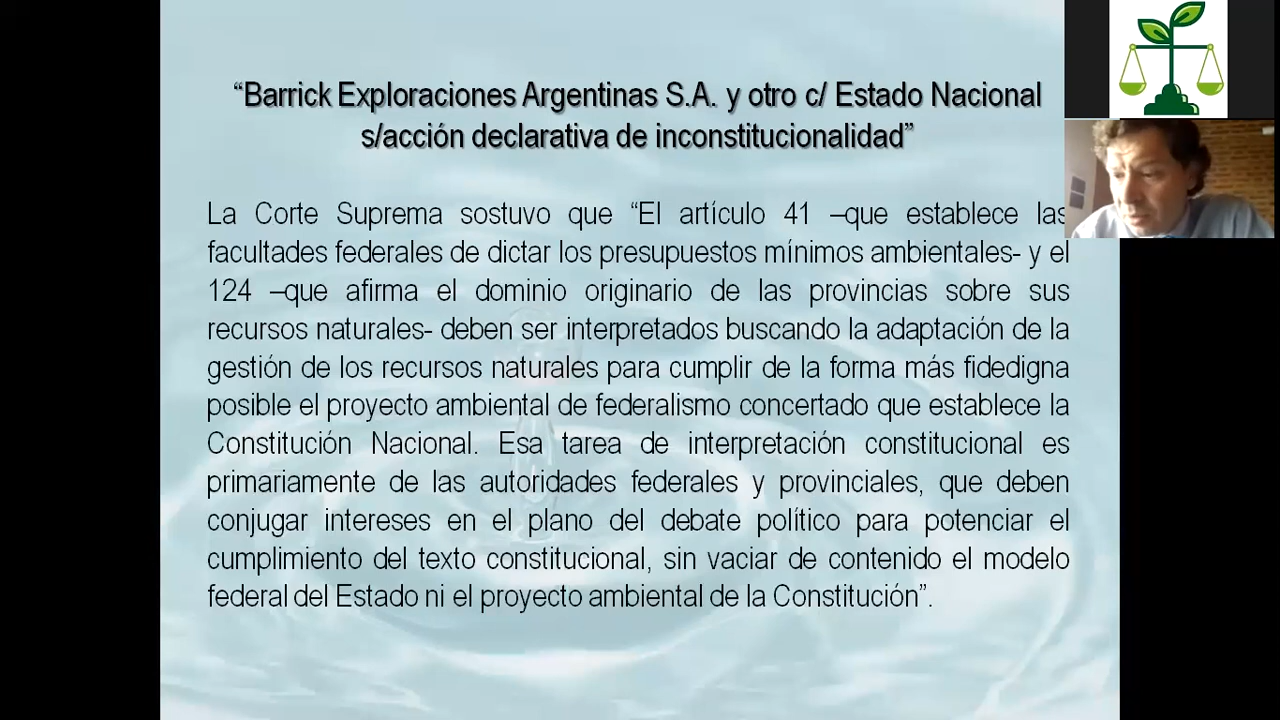 “Barrick Exploraciones Argentinas S.A. y otro c/ Estado Nacional
s/acción declarativa de inconstitucionalidad”
La Corte Suprema sostuvo que “El artículo 41 –que establece las
facultades federales de dictar los presupuestos mínimos ambientales- y el
124 –que afirma el dominio originario de las provincias sobre sus
recursos naturales- deben ser interpretados buscando la adaptación de la
gestión de los recursos naturales para cumplir de la forma más fidedigna
posible el proyecto ambiental de federalismo concertado que establece la
Constitución Nacional. Esa tarea de interpretación constitucional es
primariamente de las autoridades federales y provinciales, que deben
conjugar intereses en el plano del debate político para potenciar el
cumplimiento del texto constitucional, sin vaciar de contenido el modelo
federal del Estado ni el proyecto ambiental de la Constitución”.